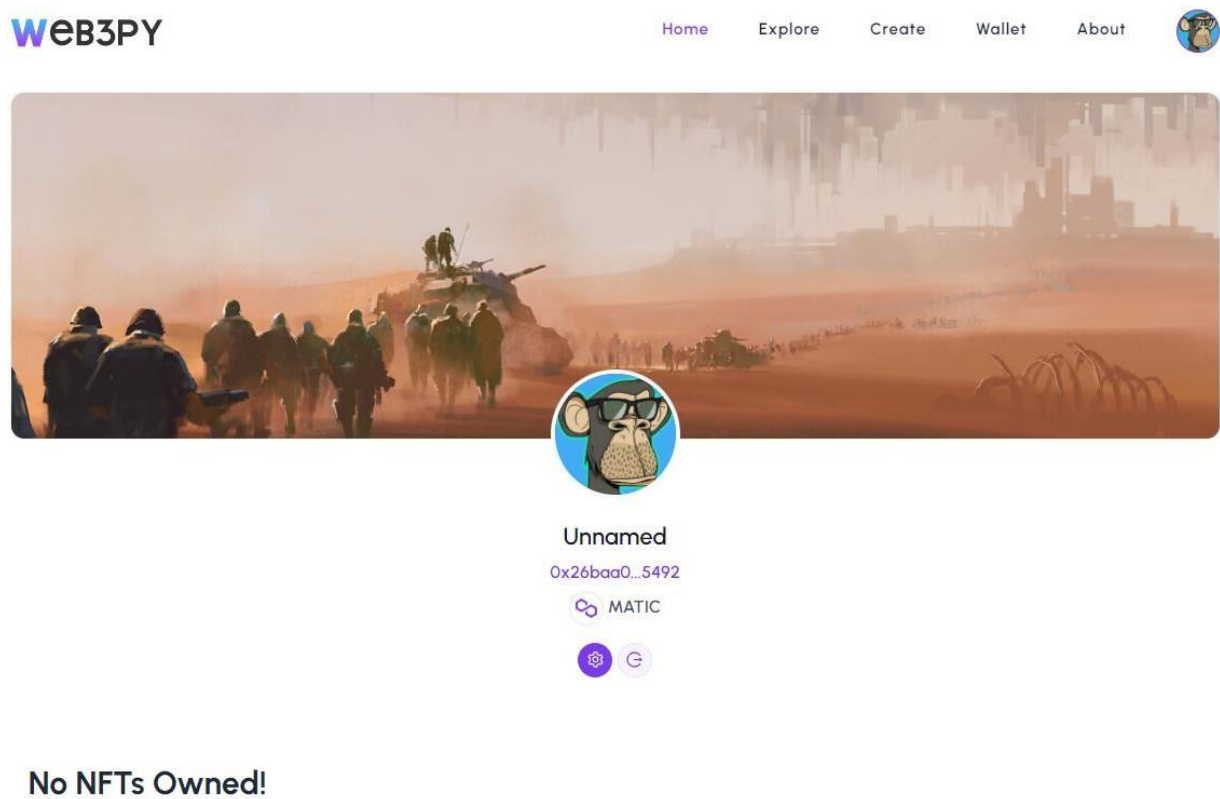 WEB3PY
Home Explore Create Wallet About
Unnamed
0x26baa0...5492
MATIC
No NFTs Owned!